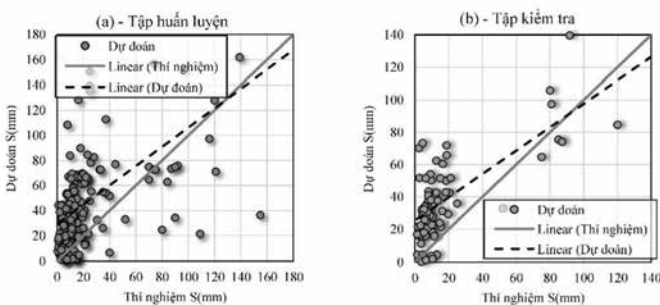 (a) - Tập huấn luyện
180
160
140
120
100
80
60
40
20
0
Dự đoán S(mm)
Dự đoán
Linear (Thí nghiệm)
Linear (Dự đoán)
0 20 40 60 80 100 120 140 160 180
Thí nghiệm S(mm)
(b) - Tập kiểm tra
140
120
100
80
60
40
20
0
Dự đoán S(mm)
Dự đoán
Linear (Thí nghiệm)
Linear (Dự đoán)
0 20 40 60 80 100 120 140
Thí nghiệm S(mm)